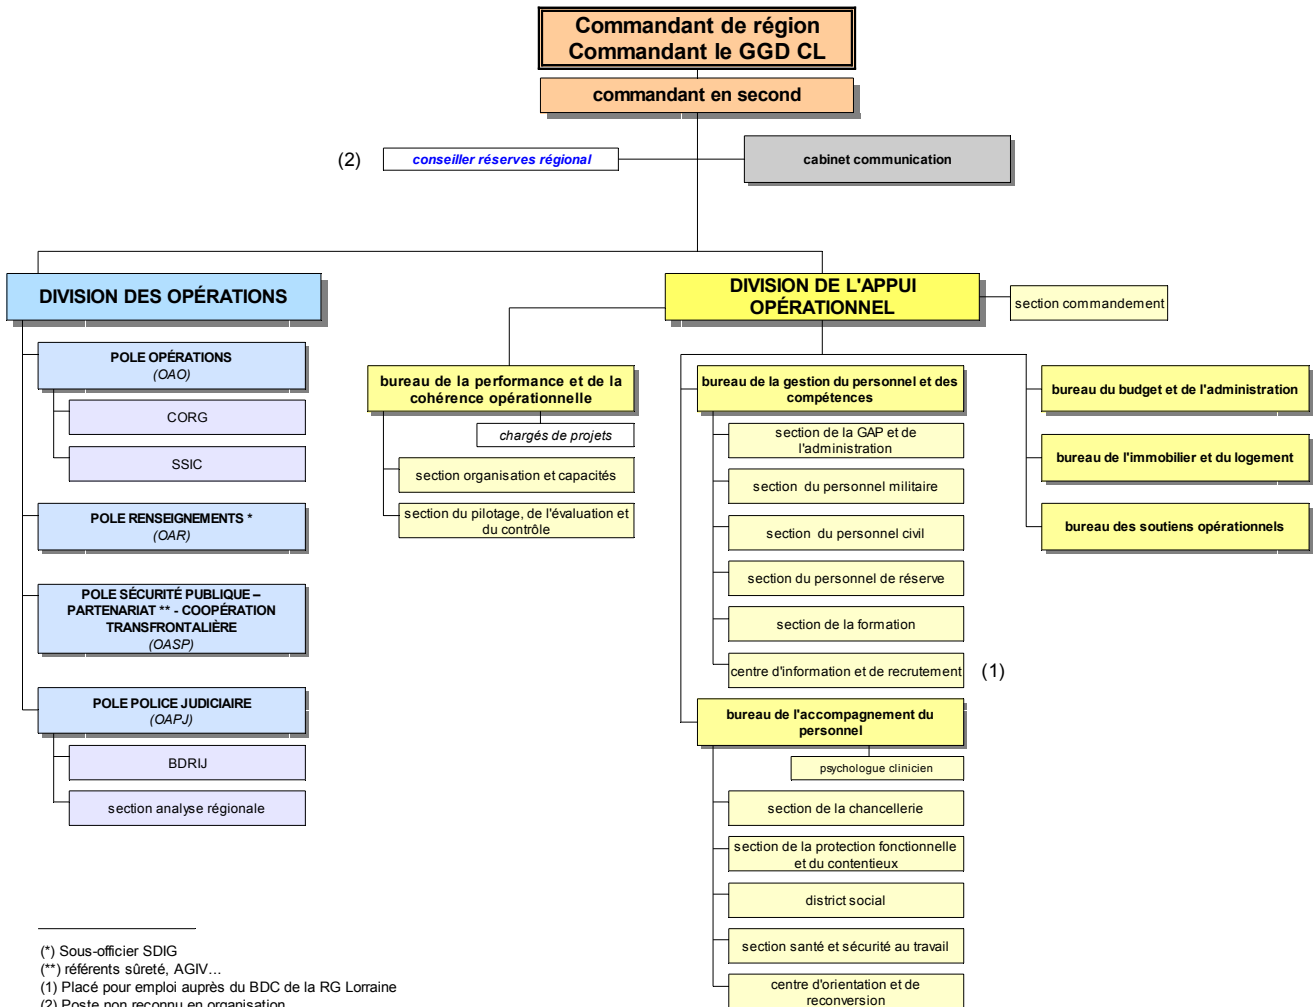 Commandant de région
Commandant le GGD CL
commandant en second
(2)
conseiller réserves régional
cabinet communication
DIVISION DES OPÉRATIONS
POLE OPÉRATIONS
(OAO)
CORG
SSIC
POLE RENSEIGNEMENTS *
(OAR)
POLE SÉCURITÉ PUBLIQUE –
PARTENARIAT ** - COOPÉRATION
TRANSFRONTALIÈRE
(OASP)
POLE POLICE JUDICIAIRE
(OAPJ)
BDRIJ
section analyse régionale
DIVISION DE L'APPUI
OPÉRATIONNEL
section commandement
bureau de la performance et de la
cohérence opérationnelle
chargés de projets
section organisation et capacités
section du pilotage, de l'évaluation et
du contrôle
bureau de la gestion du personnel et des
compétences
section de la GAP et de
l'administration
section du personnel militaire
section du personnel civil
section du personnel de réserve
section de la formation
centre d'information et de recrutement
(1)
bureau de l'accompagnement du
personnel
psychologue clinicien
section de la chancellerie
section de la protection fonctionnelle
et du contentieux
district social
section santé et sécurité au travail
centre d'orientation et de
reconversion
bureau du budget et de l'administration
bureau de l'immobilier et du logement
bureau des soutiens opérationnels
(*) Sous-officier SDIG
(**) référents sûreté, AGIV...
(1) Placé pour emploi auprès du BDC de la RG Lorraine
(2) Poste non reconnu en organisation